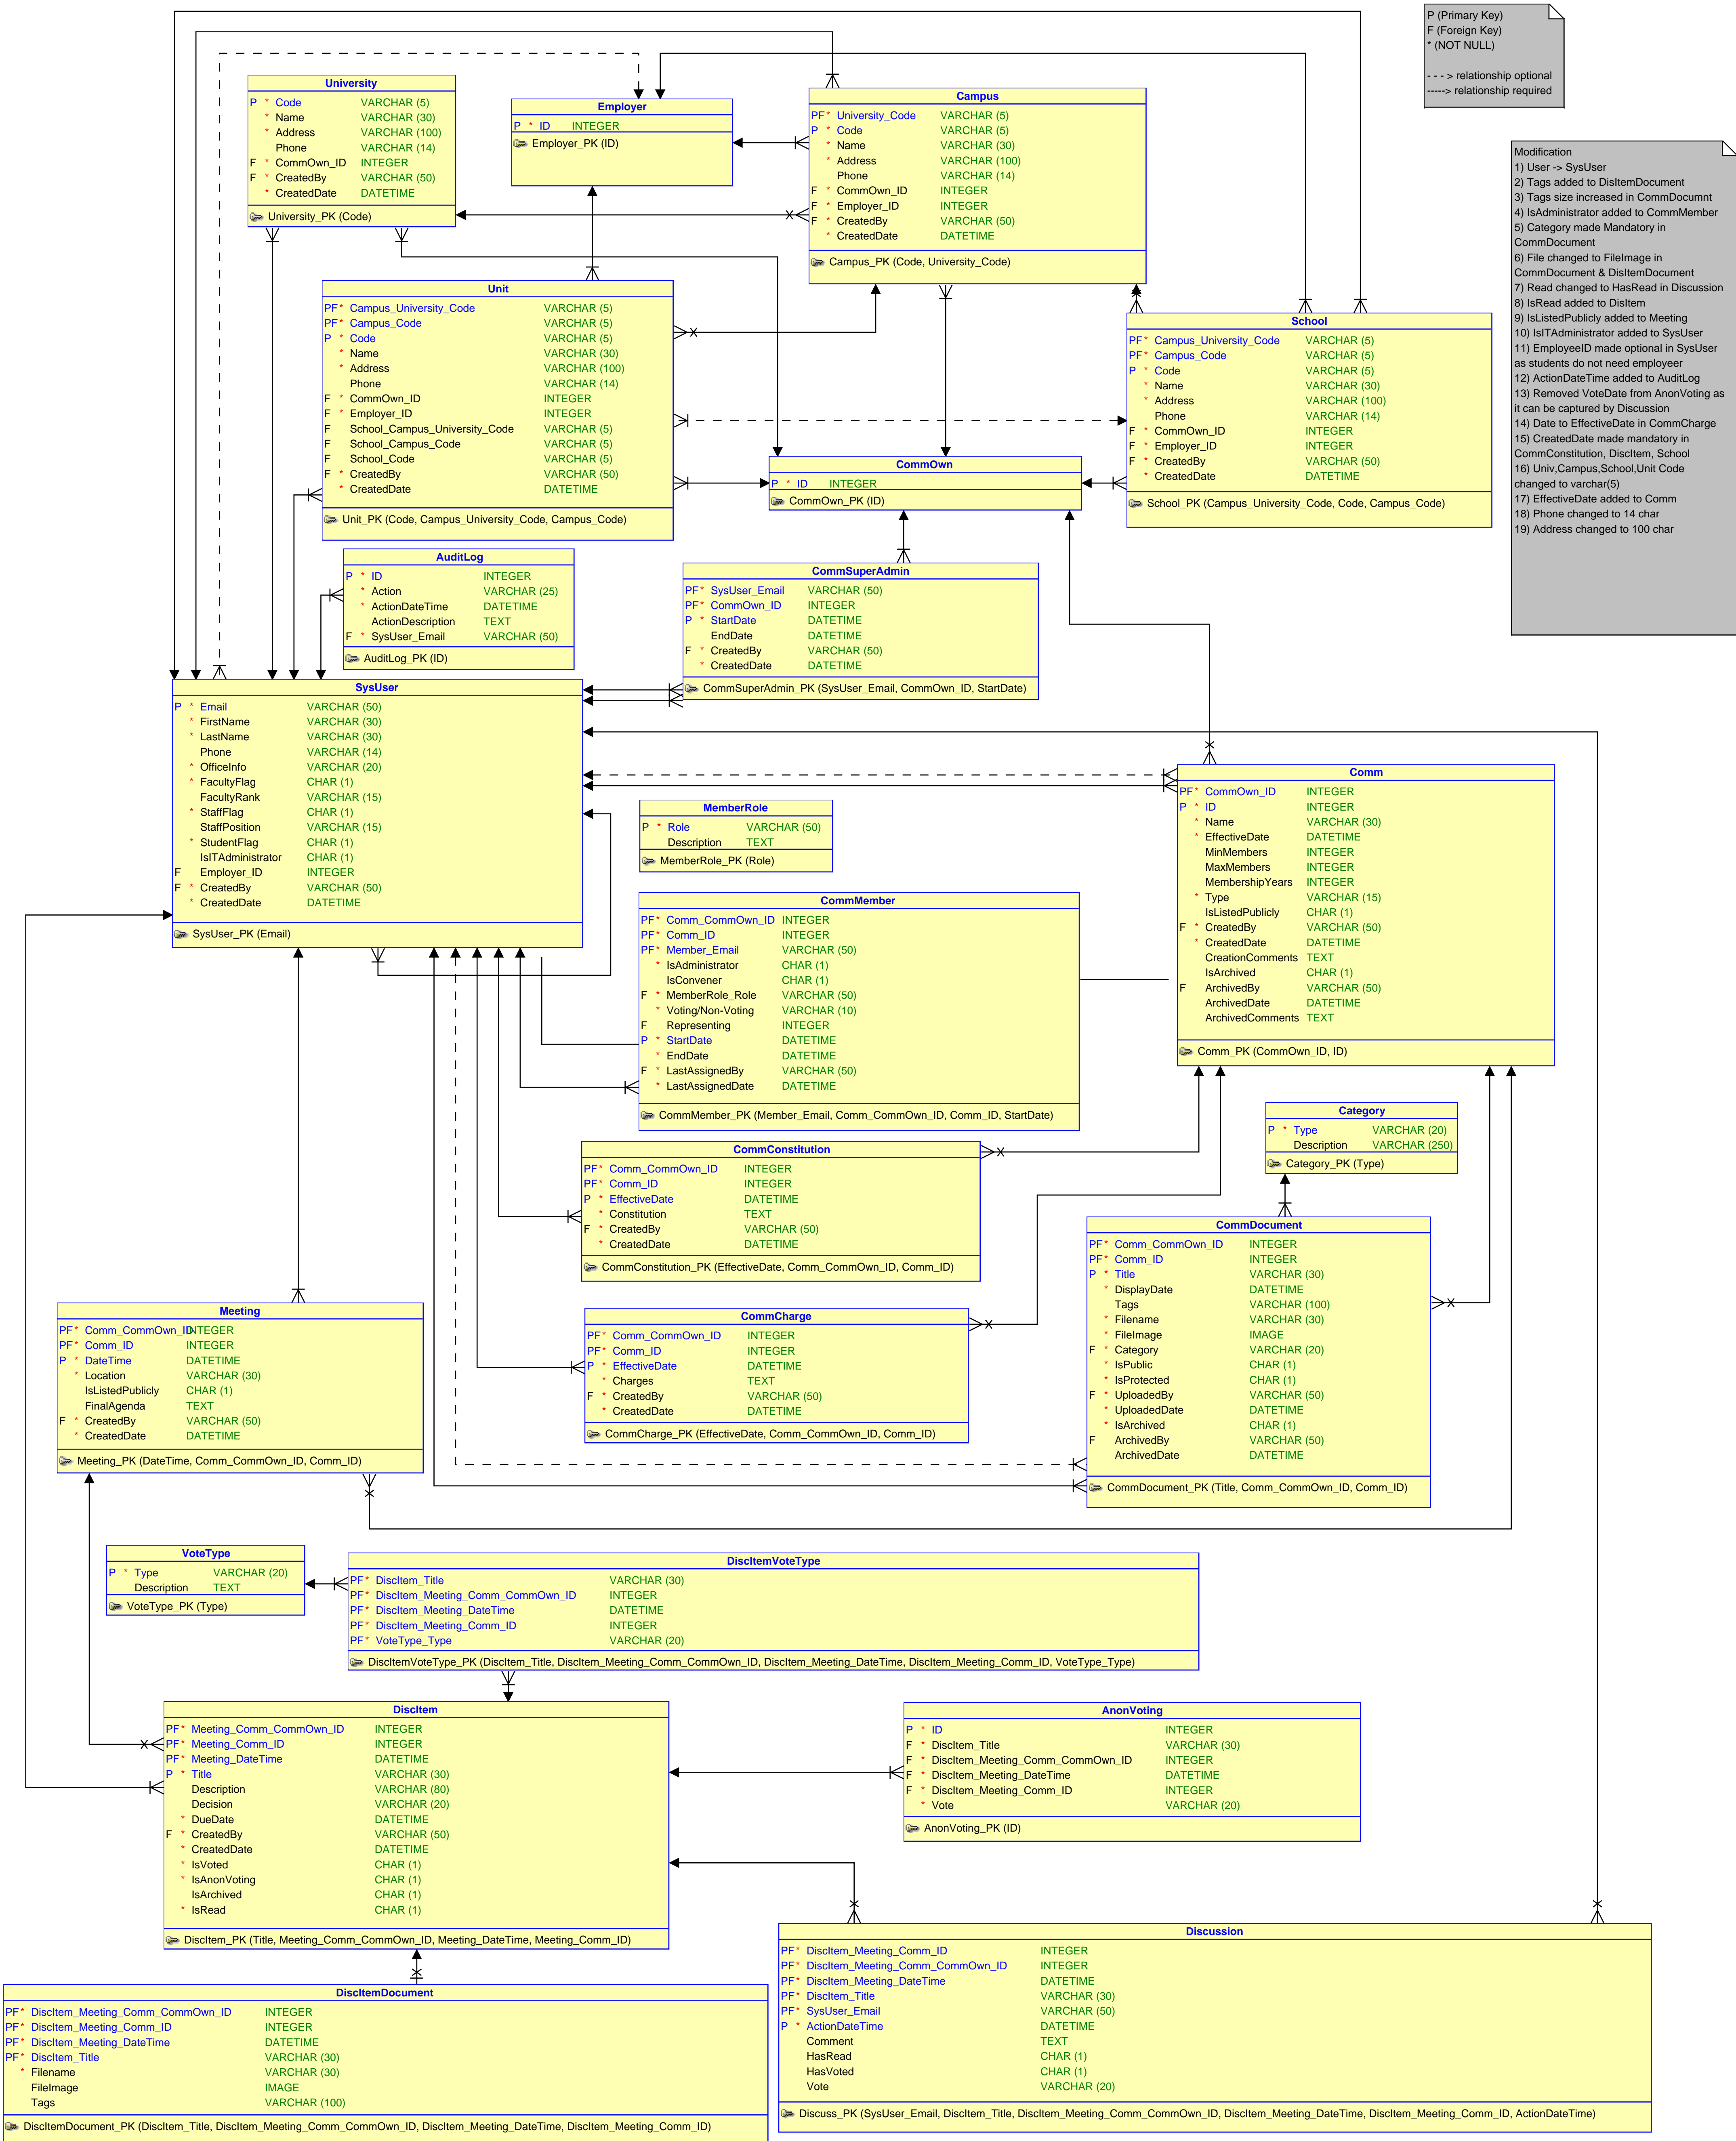 P (Primary Key)
F (Foreign Key)
* (NOT NULL)
- - - > relationship optional
-----> relationship required
Modification
1) User -> SysUser
2) Tags added to DisItemDocument
3) Tags size increased in CommDocumnt
4) IsAdministrator added to CommMember
5) Category made Mandatory in
CommDocument
6) File changed to FileImage in
CommDocument & DisItemDocument
7) Read changed to HasRead in Discussion
8) IsRead added to DisItem
9) IsListedPublicly added to Meeting
10) IsITAdministrator added to SysUser
11) EmployeeID made optional in SysUser
as students do not need employeer
12) ActionDateTime added to AuditLog
13) Removed VoteDate from AnonVoting as
it can be captured by Discussion
14) Date to EffectiveDate in CommCharge
15) CreatedDate made mandatory in
CommConstitution, DiscItem, School
16) Univ,Campus,School,Unit Code
changed to varchar(5)
17) EffectiveDate added to Comm
18) Phone changed to 14 char
19) Address changed to 100 char
University
P * Code VARCHAR (5)
* Name VARCHAR (30)
* Address VARCHAR (100)
Phone VARCHAR (14)
F * CommOwn_ID INTEGER
F * CreatedBy VARCHAR (50)
* CreatedDate DATETIME
University_PK (Code)
Employer
P * ID INTEGER
Employer_PK (ID)
Campus
PF* University_Code VARCHAR (5)
P * Code VARCHAR (5)
* Name VARCHAR (30)
* Address VARCHAR (100)
Phone VARCHAR (14)
F * CommOwn_ID INTEGER
F * Employer_ID INTEGER
F * CreatedBy VARCHAR (50)
* CreatedDate DATETIME
Campus_PK (Code, University_Code)
Unit
PF* Campus_University_Code VARCHAR (5)
PF* Campus_Code VARCHAR (5)
P * Code VARCHAR (5)
* Name VARCHAR (30)
* Address VARCHAR (100)
Phone VARCHAR (14)
F * CommOwn_ID INTEGER
F * Employer_ID INTEGER
F School_Campus_University_Code VARCHAR (5)
F School_Campus_Code VARCHAR (5)
F School_Code VARCHAR (5)
F * CreatedBy VARCHAR (50)
* CreatedDate DATETIME
Unit_PK (Code, Campus_University_Code, Campus_Code)
School
PF* Campus_University_Code VARCHAR (5)
PF* Campus_Code VARCHAR (5)
P * Code VARCHAR (5)
* Name VARCHAR (30)
* Address VARCHAR (100)
Phone VARCHAR (14)
F * CommOwn_ID INTEGER
F * Employer_ID INTEGER
F * CreatedBy VARCHAR (50)
* CreatedDate DATETIME
School_PK (Campus_University_Code, Code, Campus_Code)
CommOwn
P * ID INTEGER
CommOwn_PK (ID)
AuditLog
P * ID INTEGER
* Action VARCHAR (25)
* ActionDateTime DATETIME
ActionDescription TEXT
F * SysUser_Email VARCHAR (50)
AuditLog_PK (ID)
CommSuperAdmin
PF* SysUser_Email VARCHAR (50)
PF* CommOwn_ID INTEGER
P * StartDate DATETIME
EndDate DATETIME
F * CreatedBy VARCHAR (50)
* CreatedDate DATETIME
CommSuperAdmin_PK (SysUser_Email, CommOwn_ID, StartDate)
SysUser
P * Email VARCHAR (50)
* FirstName VARCHAR (30)
* LastName VARCHAR (30)
Phone VARCHAR (14)
* OfficeInfo VARCHAR (20)
* FacultyFlag CHAR (1)
FacultyRank VARCHAR (15)
* StaffFlag CHAR (1)
StaffPosition VARCHAR (15)
* StudentFlag CHAR (1)
IsITAdministrator CHAR (1)
F Employer_ID INTEGER
F * CreatedBy VARCHAR (50)
* CreatedDate DATETIME
SysUser_PK (Email)
Comm
PF* CommOwn_ID INTEGER
P * ID INTEGER
* Name VARCHAR (30)
* EffectiveDate DATETIME
MinMembers INTEGER
MaxMembers INTEGER
MembershipYears INTEGER
* Type VARCHAR (15)
IsListedPublicly CHAR (1)
F * CreatedBy VARCHAR (50)
* CreatedDate DATETIME
CreationComments TEXT
IsArchived CHAR (1)
F ArchivedBy VARCHAR (50)
ArchivedDate DATETIME
ArchivedComments TEXT
Comm_PK (CommOwn_ID, ID)
MemberRole
P * Role VARCHAR (50)
Description TEXT
MemberRole_PK (Role)
CommMember
PF* Comm_CommOwn_ID INTEGER
PF* Comm_ID INTEGER
PF* Member_Email VARCHAR (50)
* IsAdministrator CHAR (1)
IsConvener CHAR (1)
F * MemberRole_Role VARCHAR (50)
* Voting/Non-Voting VARCHAR (10)
F Representing INTEGER
P * StartDate DATETIME
* EndDate DATETIME
F * LastAssignedBy VARCHAR (50)
* LastAssignedDate DATETIME
CommMember_PK (Member_Email, Comm_CommOwn_ID, Comm_ID, StartDate)
Category
P * Type VARCHAR (20)
Description VARCHAR (250)
Category_PK (Type)
CommConstitution
PF* Comm_CommOwn_ID INTEGER
PF* Comm_ID INTEGER
P * EffectiveDate DATETIME
* Constitution TEXT
F * CreatedBy VARCHAR (50)
* CreatedDate DATETIME
CommConstitution_PK (EffectiveDate, Comm_CommOwn_ID, Comm_ID)
CommDocument
PF* Comm_CommOwn_ID INTEGER
PF* Comm_ID INTEGER
P * Title VARCHAR (30)
* DisplayDate DATETIME
Tags VARCHAR (100)
* Filename VARCHAR (30)
* FileImage IMAGE
F * Category VARCHAR (20)
* IsPublic CHAR (1)
* IsProtected CHAR (1)
F * UploadedBy VARCHAR (50)
* UploadedDate DATETIME
* IsArchived CHAR (1)
F ArchivedBy VARCHAR (50)
ArchivedDate DATETIME
CommDocument_PK (Title, Comm_CommOwn_ID, Comm_ID)
Meeting
PF* Comm_CommOwn_ID INTEGER
PF* Comm_ID INTEGER
P * DateTime DATETIME
* Location VARCHAR (30)
IsListedPublicly CHAR (1)
FinalAgenda TEXT
F * CreatedBy VARCHAR (50)
* CreatedDate DATETIME
Meeting_PK (DateTime, Comm_CommOwn_ID, Comm_ID)
CommCharge
PF* Comm_CommOwn_ID INTEGER
PF* Comm_ID INTEGER
P * EffectiveDate DATETIME
* Charges TEXT
F * CreatedBy VARCHAR (50)
* CreatedDate DATETIME
CommCharge_PK (EffectiveDate, Comm_CommOwn_ID, Comm_ID)
VoteType
P * Type VARCHAR (20)
Description TEXT
VoteType_PK (Type)
DiscItemVoteType
PF* DiscItem_Title VARCHAR (30)
PF* DiscItem_Meeting_Comm_CommOwn_ID INTEGER
PF* DiscItem_Meeting_DateTime DATETIME
PF* DiscItem_Meeting_Comm_ID INTEGER
PF* VoteType_Type VARCHAR (20)
DiscItemVoteType_PK (DiscItem_Title, DiscItem_Meeting_Comm_CommOwn_ID, DiscItem_Meeting_DateTime, DiscItem_Meeting_Comm_ID, VoteType_Type)
DiscItem
PF* Meeting_Comm_CommOwn_ID INTEGER
PF* Meeting_Comm_ID INTEGER
PF* Meeting_DateTime DATETIME
P * Title VARCHAR (30)
Description VARCHAR (80)
Decision VARCHAR (20)
* DueDate DATETIME
F * CreatedBy VARCHAR (50)
* CreatedDate DATETIME
* IsVoted CHAR (1)
* IsAnonVoting CHAR (1)
IsArchived CHAR (1)
* IsRead CHAR (1)
DiscItem_PK (Title, Meeting_Comm_CommOwn_ID, Meeting_DateTime, Meeting_Comm_ID)
AnonVoting
P * ID INTEGER
F * DiscItem_Title VARCHAR (30)
F * DiscItem_Meeting_Comm_CommOwn_ID INTEGER
F * DiscItem_Meeting_DateTime DATETIME
F * DiscItem_Meeting_Comm_ID INTEGER
* Vote VARCHAR (20)
AnonVoting_PK (ID)
Discussion
PF* DiscItem_Meeting_Comm_ID INTEGER
PF* DiscItem_Meeting_Comm_CommOwn_ID INTEGER
PF* DiscItem_Meeting_DateTime DATETIME
PF* DiscItem_Title VARCHAR (30)
PF* SysUser_Email VARCHAR (50)
P * ActionDateTime DATETIME
Comment TEXT
HasRead CHAR (1)
HasVoted CHAR (1)
Vote VARCHAR (20)
Discuss_PK (SysUser_Email, DiscItem_Title, DiscItem_Meeting_Comm_CommOwn_ID, DiscItem_Meeting_DateTime, DiscItem_Meeting_Comm_ID, ActionDateTime)
DiscItemDocument
PF* DiscItem_Meeting_Comm_CommOwn_ID INTEGER
PF* DiscItem_Meeting_Comm_ID INTEGER
PF* DiscItem_Meeting_DateTime DATETIME
PF* DiscItem_Title VARCHAR (30)
* Filename VARCHAR (30)
FileImage IMAGE
Tags VARCHAR (100)
DiscItemDocument_PK (DiscItem_Title, DiscItem_Meeting_Comm_CommOwn_ID, DiscItem_Meeting_DateTime, DiscItem_Meeting_Comm_ID)